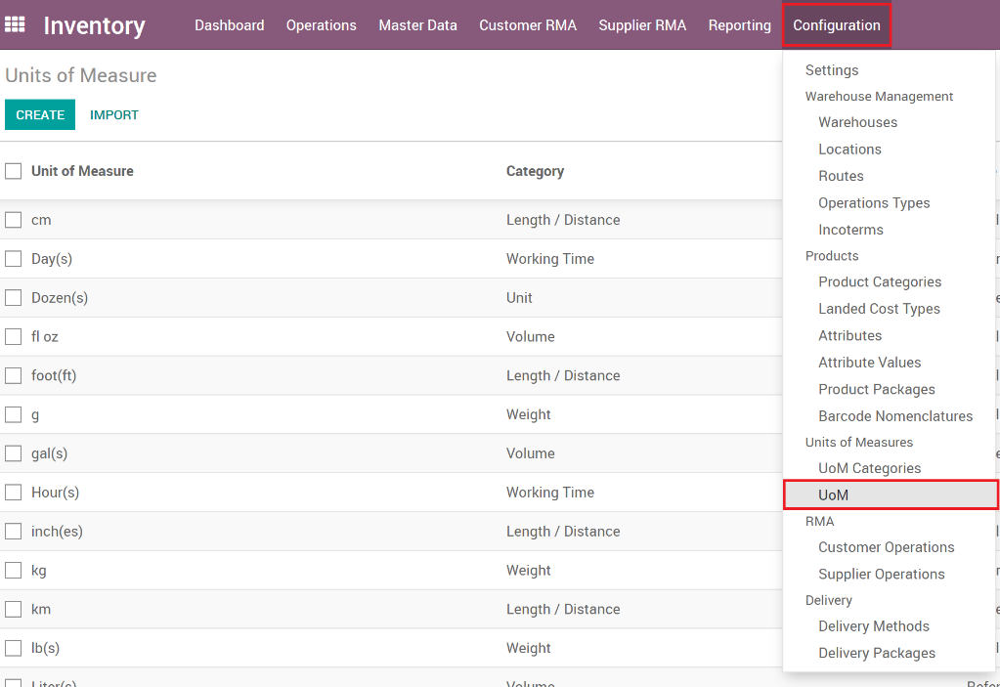 Inventory Dashboard Operations Master Data Customer RMA Supplier RMA Reporting Configuration
Units of Measure
CREATE IMPORT
Unit of Measure Category
cm Length / Distance
Day(s) Working Time
Dozen(s) Unit
fl oz Volume
foot(ft) Length / Distance
g Weight
gal(s) Volume
Hour(s) Working Time
inch(es) Length / Distance
kg Weight
km Length / Distance
lb(s) Weight
Liter(s) Volume
Settings
Warehouse Management
Warehouses
Locations
Routes
Operations Types
Incoterms
Products
Product Categories
Landed Cost Types
Attributes
Attribute Values
Product Packages
Barcode Nomenclatures
Units of Measures
UoM Categories
UoM
RMA
Customer Operations
Supplier Operations
Delivery
Delivery Methods
Delivery Packages